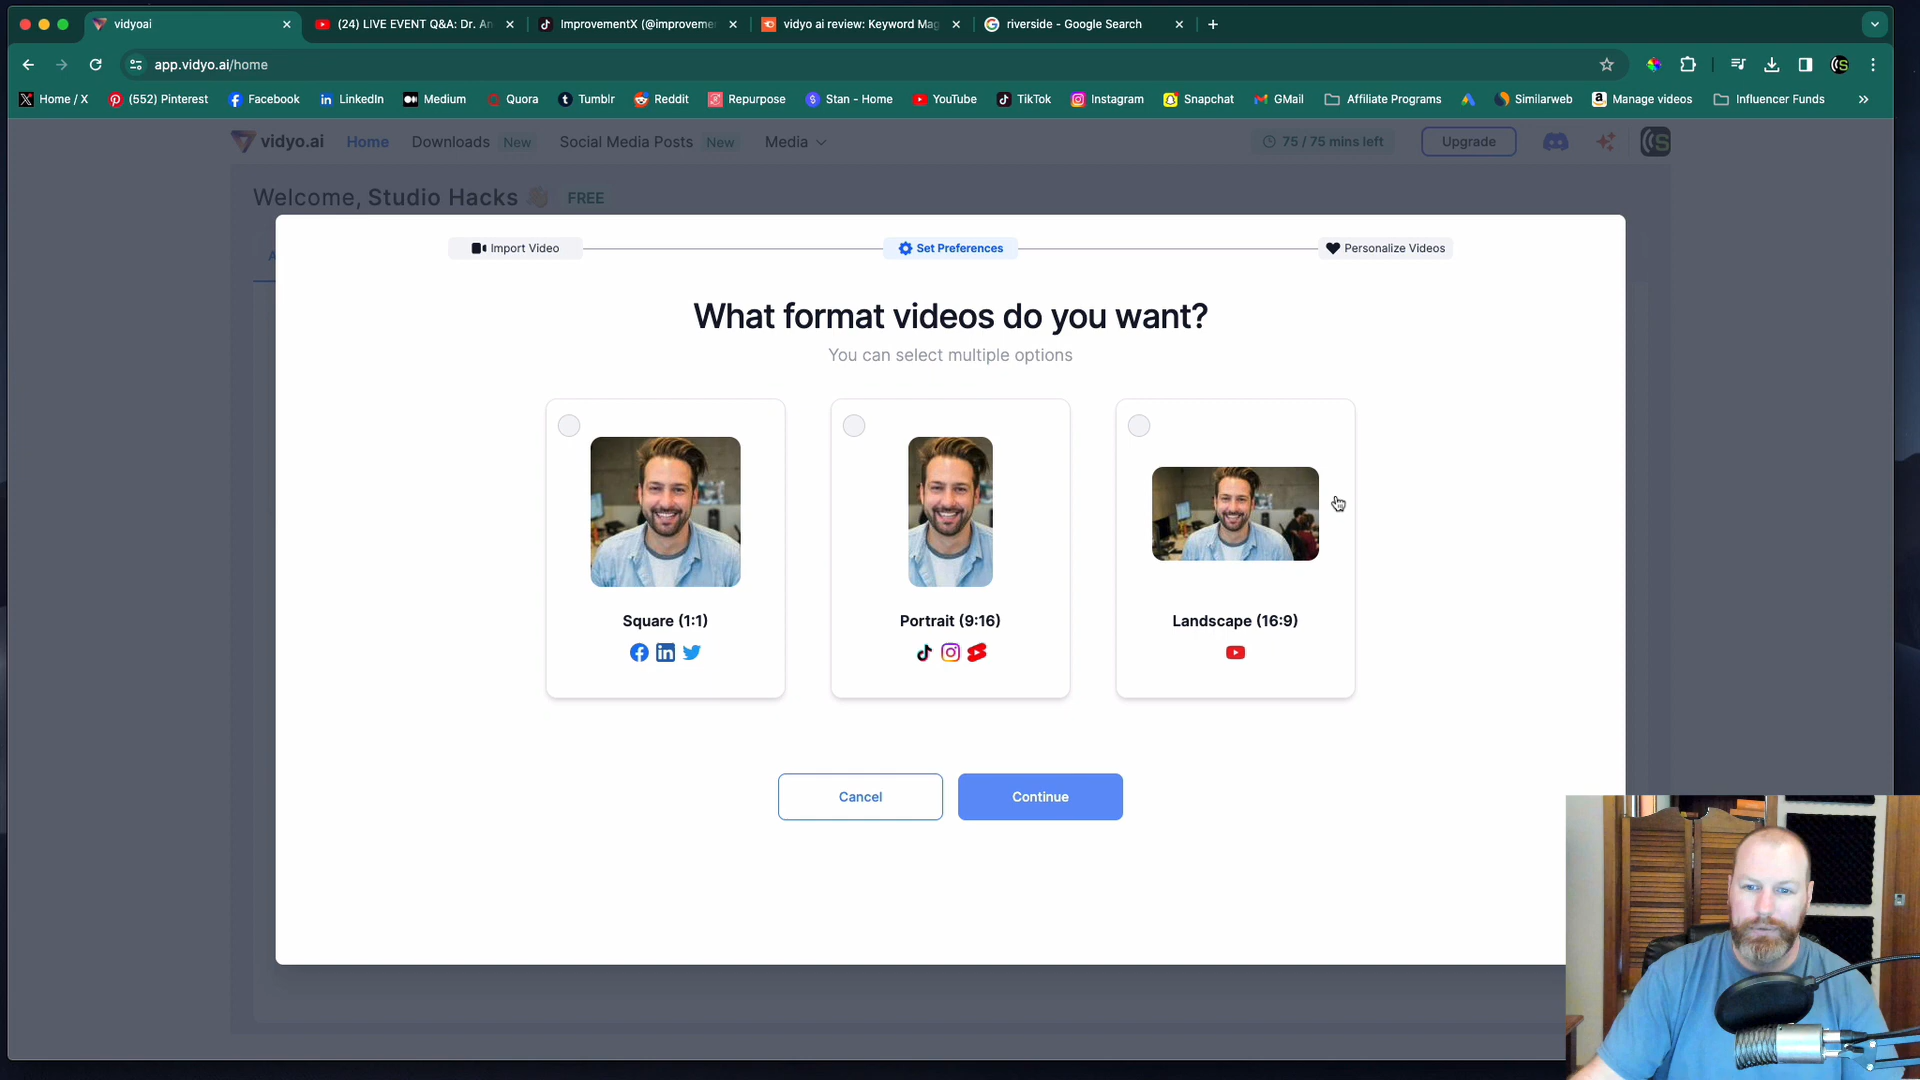 vidyoai
(24) LIVE EVENT Q&A: Dr. An
ImprovementX (@improveme
vidyo ai review: Keyword Mag
riverside - Google Search
app.vidyo.ai/home
Home / X
(552) Pinterest
Facebook
LinkedIn
Medium
Quora
Tumblr
Reddit
Repurpose
Stan - Home
YouTube
TikTok
Instagram
Snapchat
GMail
Affiliate Programs
Similarweb
Manage videos
Influencer Funds
vidyo.ai
Home
Downloads New
Social Media Posts New
Media
75 / 75 mins left
Upgrade
Welcome, Studio Hacks FREE
Import Video
Set Preferences
Personalize Videos
What format videos do you want?
You can select multiple options
Square (1:1)
Portrait (9:16)
Landscape (16:9)
Cancel
Continue